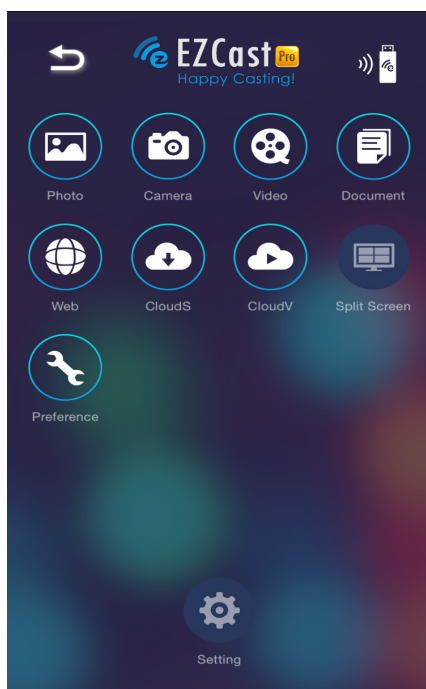 EZCast Pro
Happy Casting!
Photo Camera Video Document
Web CloudS CloudV Split Screen
Preference
Setting